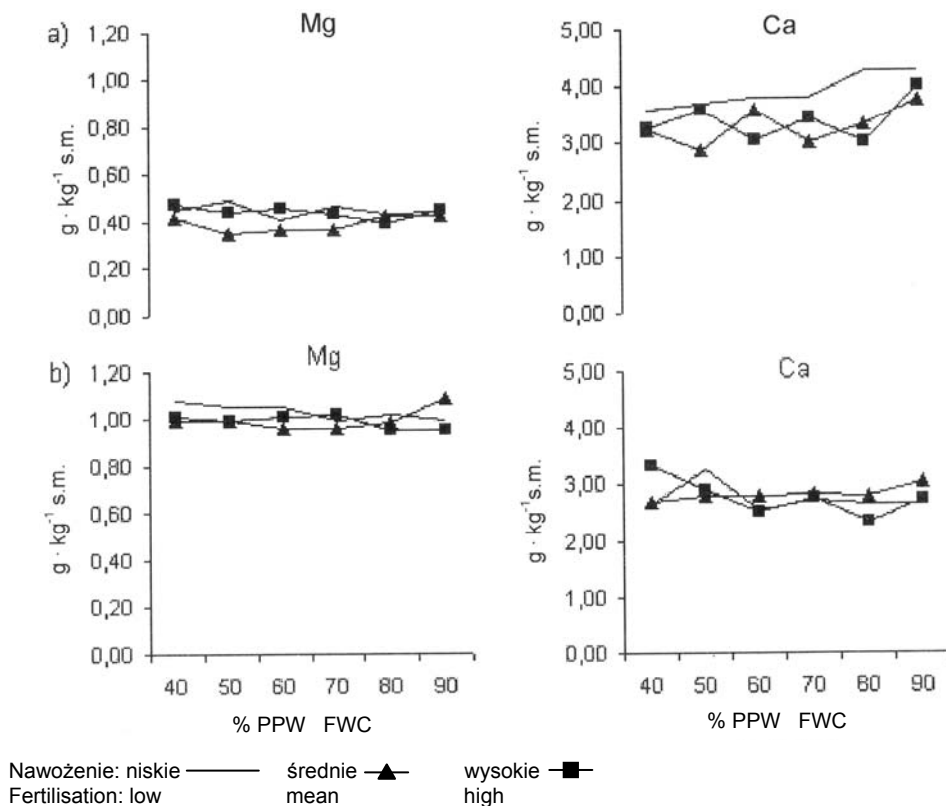 a)
Mg
1,20
1,00
0,80
0,60
0,40
0,20
0,00
g · kg⁻¹ s.m.
Ca
5,00
4,00
3,00
2,00
1,00
0,00
g · kg⁻¹ s.m.
b)
Mg
1,20
1,00
0,80
0,60
0,40
0,20
0,00
g · kg⁻¹ s.m.
40 50 60 70 80 90
% PPW FWC
Ca
5,00
4,00
3,00
2,00
1,00
0,00
g · kg⁻¹ s.m.
40 50 60 70 80 90
% PPW FWC
Nawożenie: niskie średnie wysokie
Fertilisation: low mean high